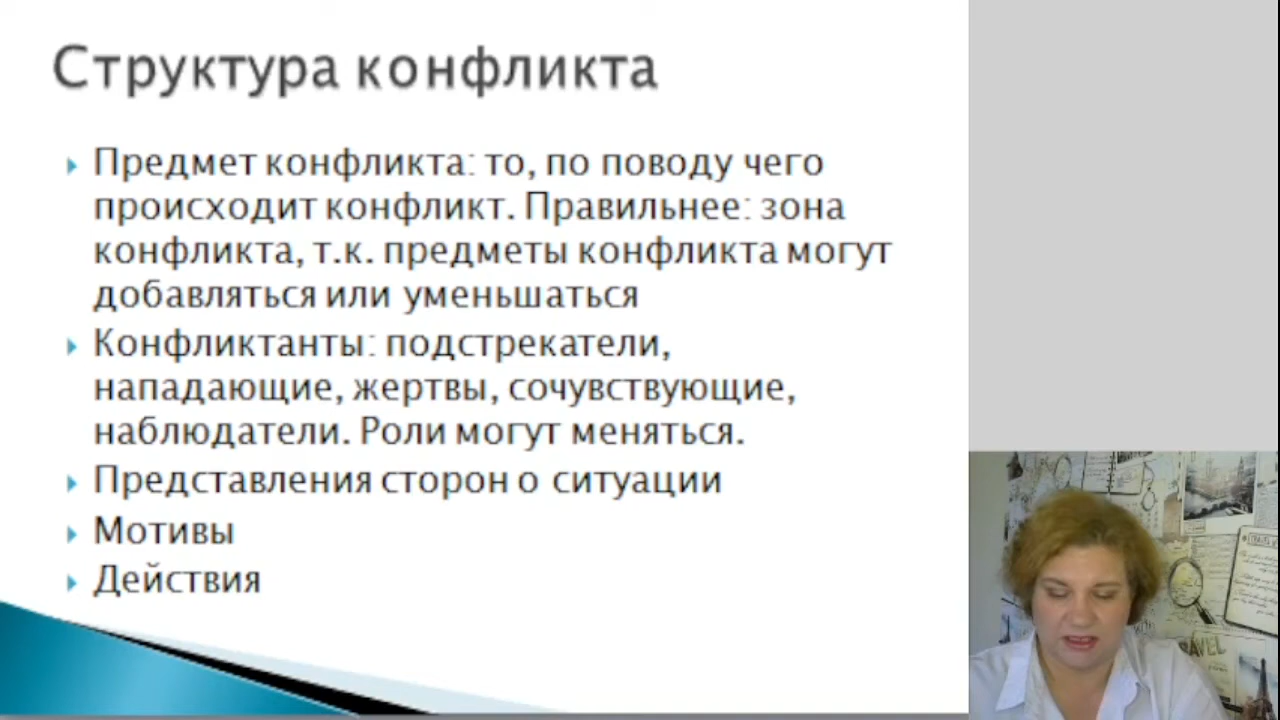 Структура конфликта
Предмет конфликта: то, по поводу чего
происходит конфликт. Правильнее: зона
конфликта, т.к. предметы конфликта могут
добавляться или уменьшаться
Конфликтанты: подстрекатели,
нападающие, жертвы, сочувствующие,
наблюдатели. Роли могут меняться.
Представления сторон о ситуации
Мотивы
Действия